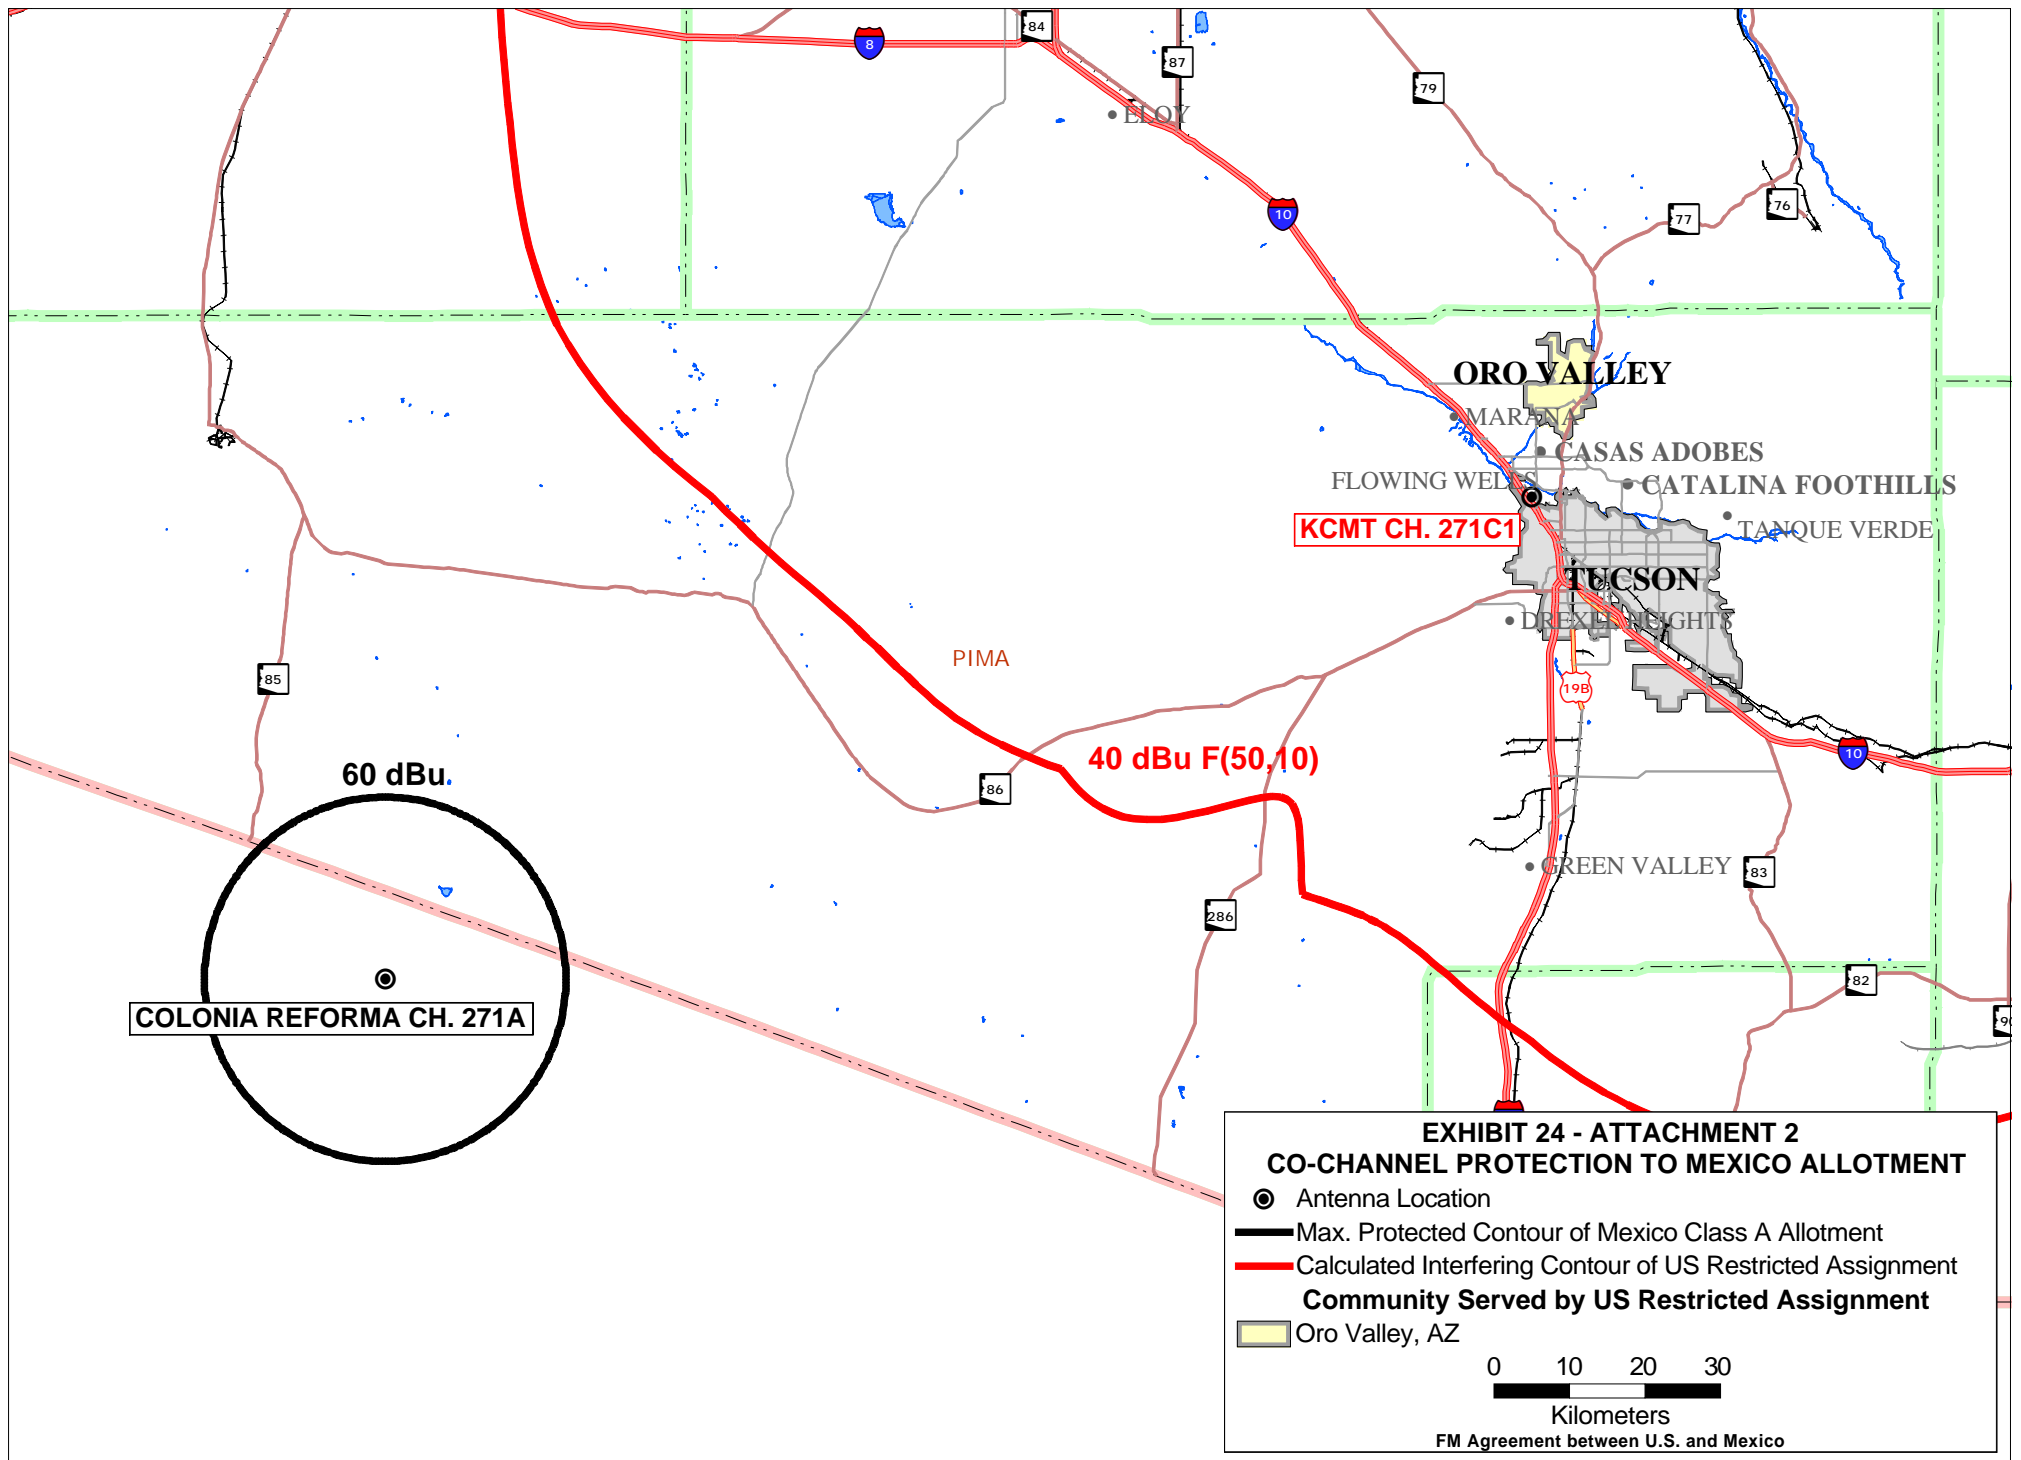 84
8
87
79
ELOY
76
10
77
ORO VALLEY
MARANA
CASAS ADOBES
FLOWING WELLS
CATALINA FOOTHILLS
KCMT CH. 271C1
TANQUE VERDE
TUCSON
DREXEL HEIGHTS
PIMA
85
19B
10
40 dBu F(50,10)
60 dBu
86
GREEN VALLEY
83
286
82
COLONIA REFORMA CH. 271A
90
EXHIBIT 24 - ATTACHMENT 2
CO-CHANNEL PROTECTION TO MEXICO ALLOTMENT
Antenna Location
Max. Protected Contour of Mexico Class A Allotment
Calculated Interfering Contour of US Restricted Assignment
Community Served by US Restricted Assignment
Oro Valley, AZ
0 10 20 30
Kilometers
FM Agreement between U.S. and Mexico